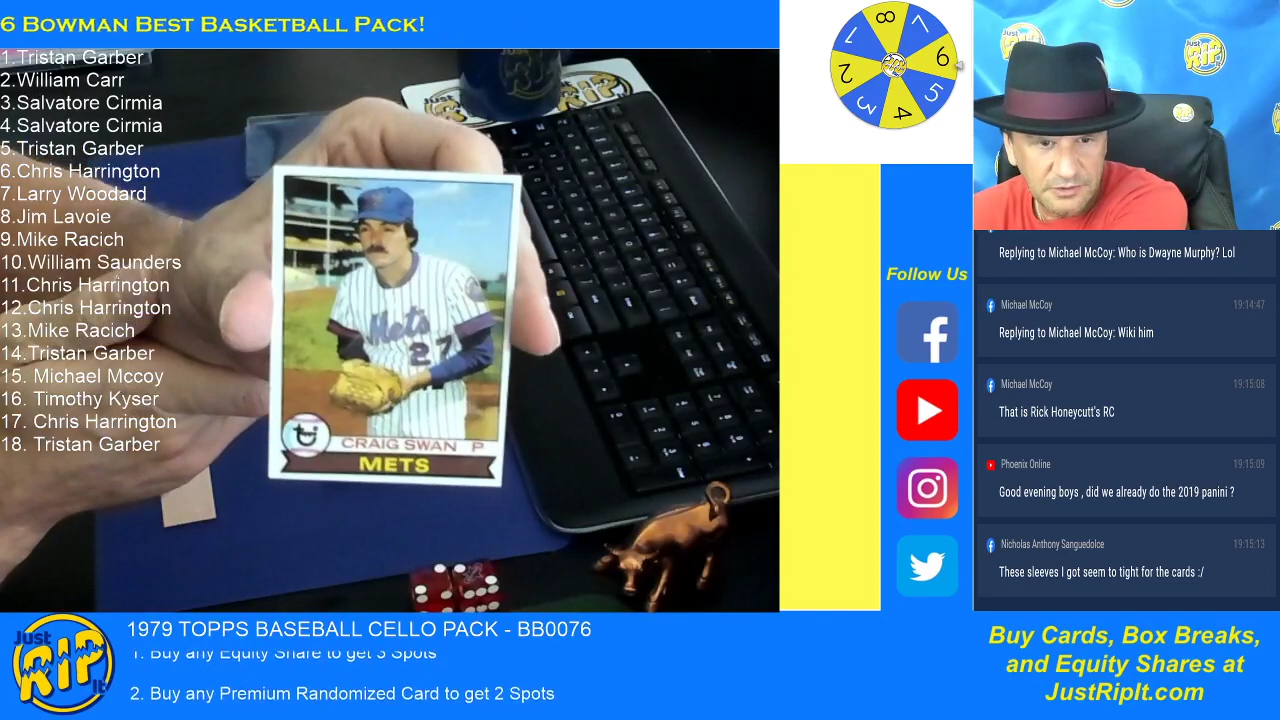 6 BOWMAN BEST BASKETBALL PACK!
1.Tristan Garber
2.William Carr
3.Salvatore Cirmia
4.Salvatore Cirmia
5.Tristan Garber
6.Chris Harrington
7.Larry Woodard
8.Jim Lavoie
9.Mike Racich
10.William Saunders
11.Chris Harrington
12.Chris Harrington
13.Mike Racich
14.Tristan Garber
15. Michael Mccoy
16. Timothy Kyser
17. Chris Harrington
18. Tristan Garber
Mets
27
CRAIG SWAN P
METS
8
7
6
5
4
3
2
1
Just
RIP
Follow Us
Replying to Michael McCoy: Who is Dwayne Murphy? Lol
Michael McCoy 19:14:47
Replying to Michael McCoy: Wiki him
Michael McCoy 19:15:08
That is Rick Honeycutt's RC
Phoenix Online 19:15:09
Good evening boys , did we already do the 2019 panini ?
Nicholas Anthony Sanguedolce 19:15:13
These sleeves I got seem to tight for the cards :/
Just
RIP
It
1979 TOPPS BASEBALL CELLO PACK - BB0076
1. Buy any Equity Share to get 3 Spots
2. Buy any Premium Randomized Card to get 2 Spots
Buy Cards, Box Breaks,
and Equity Shares at
JustRipIt.com